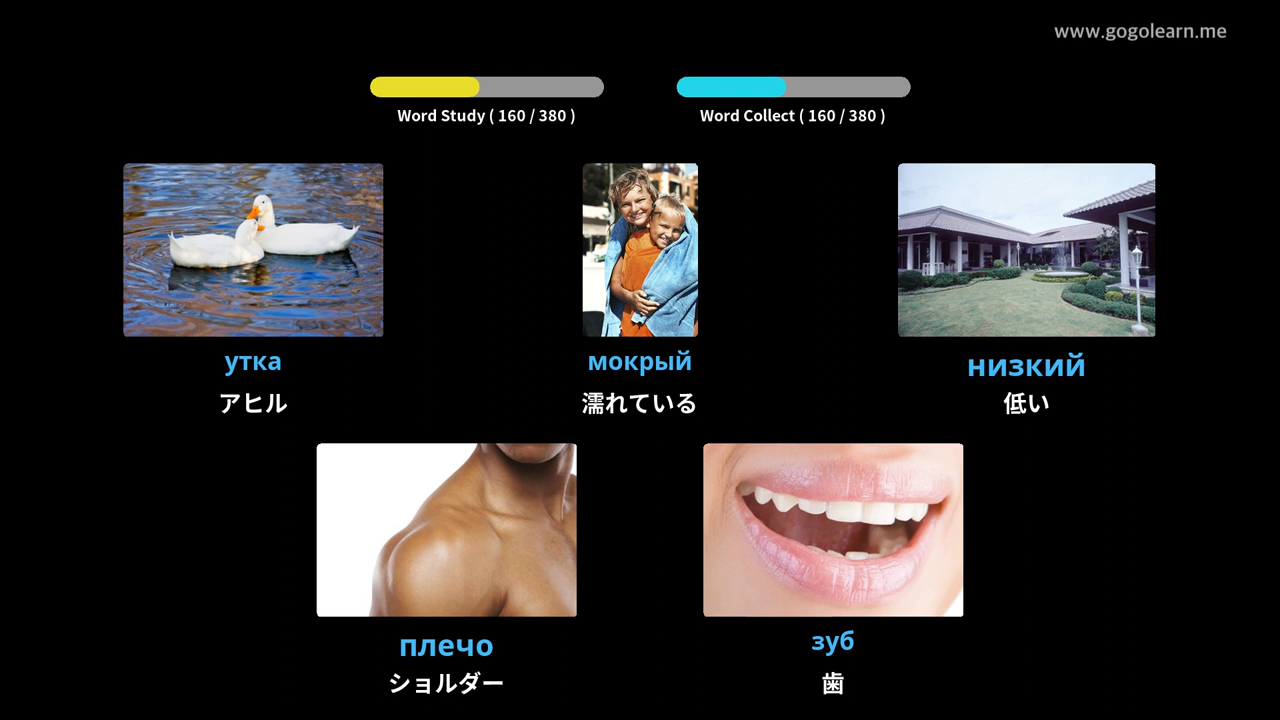 www.gogolearn.me
Word Study ( 160 / 380 )
Word Collect ( 160 / 380 )
утка
アヒル
мокрый
濡れている
низкий
低い
плечо
ショルダー
зуб
歯